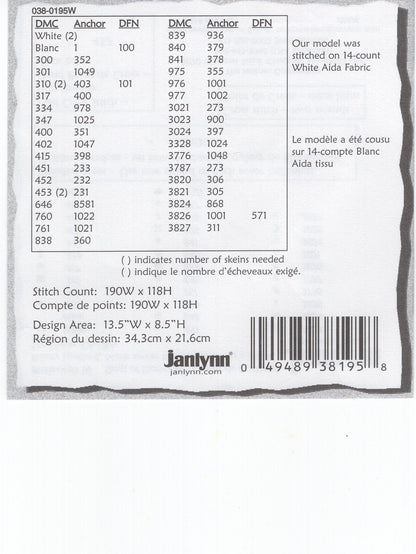 038-0195W
DMC Anchor DFN DMC Anchor DFN
White (2) 839 936
Blanc 1 100 840 379
300 352 841 378
301 1049 975 355
310 (2) 403 101 976 1001
317 400 977 1002
334 978 3021 273
347 1025 3023 900
400 351 3024 397
402 1047 3328 1024
415 398 3776 1048
451 233 3787 273
452 232 3820 306
453 (2) 231 3821 305
646 8581 3824 868
760 1022 3826 1001 571
761 1021 3827 311
838 360
Our model was
stitched on 14-count
White Aida Fabric
Le modèle a été cousu
sur 14-compte Blanc
Aida tissu
( ) indicates number of skeins needed
( ) indique le nombre d'écheveaux exigé.
Stitch Count: 190W x 118H
Compte de points: 190W x 118H
Design Area: 13.5"W x 8.5"H
Région du dessin: 34,3cm x 21.6cm
janlynn®
janlynn.com
0 49489 38195 8